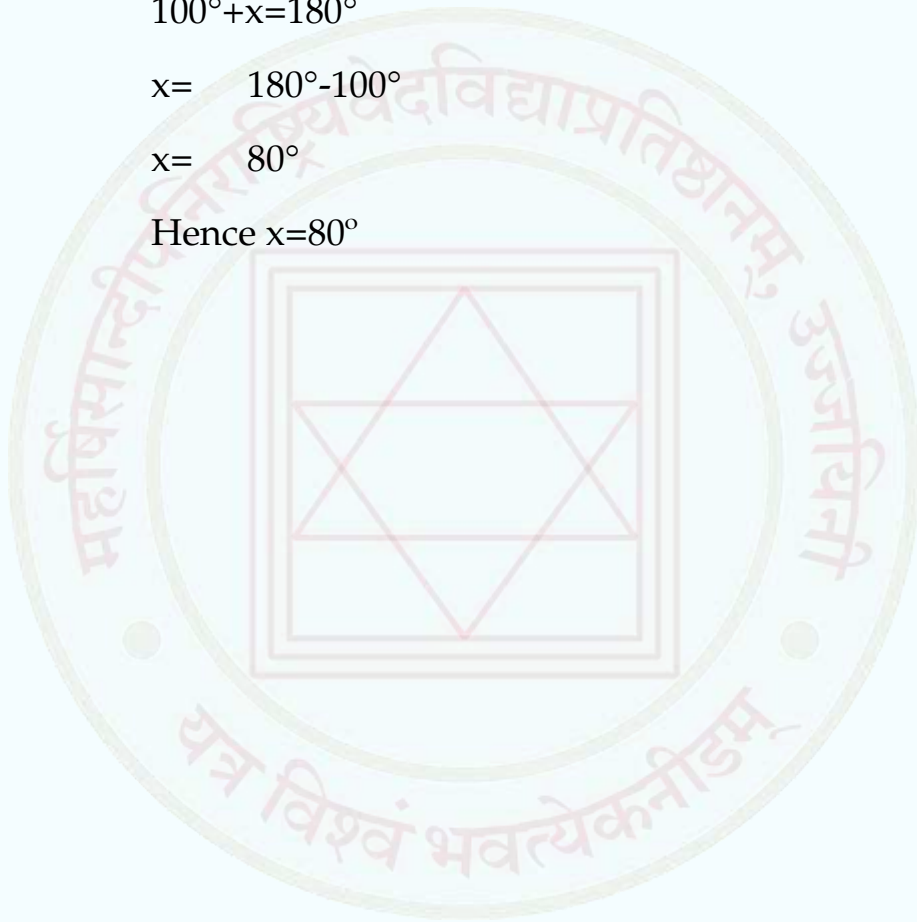 100°+x=180°
x= 180°-100°
x= 80°
Hence x=80º
महर्षिसान्दीपनिराष्ट्रियवेदविद्याप्रतिष्ठानम्, उज्जयिनी
यत्र विश्वं भवत्येकनीडम्